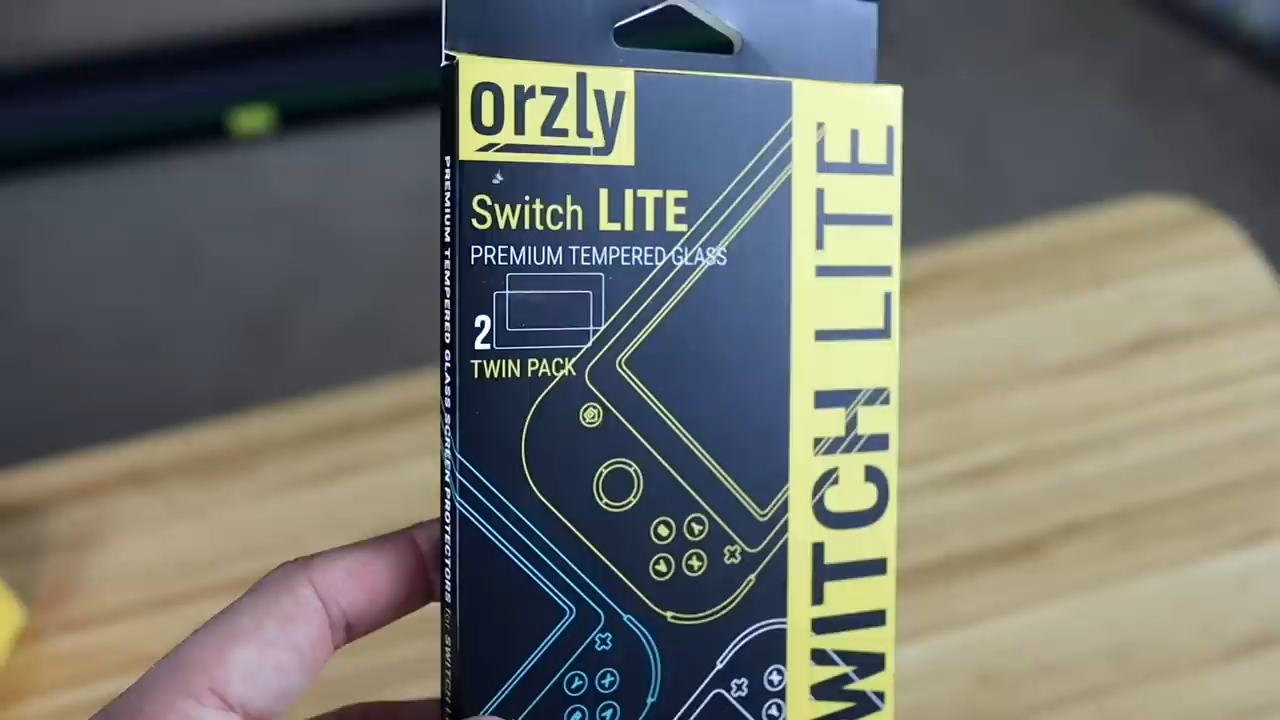 orzly
Switch LITE
PREMIUM TEMPERED GLASS
2
TWIN PACK
SWITCH LITE
PREMIUM TEMPERED GLASS SCREEN PROTECTORS for SWITCH